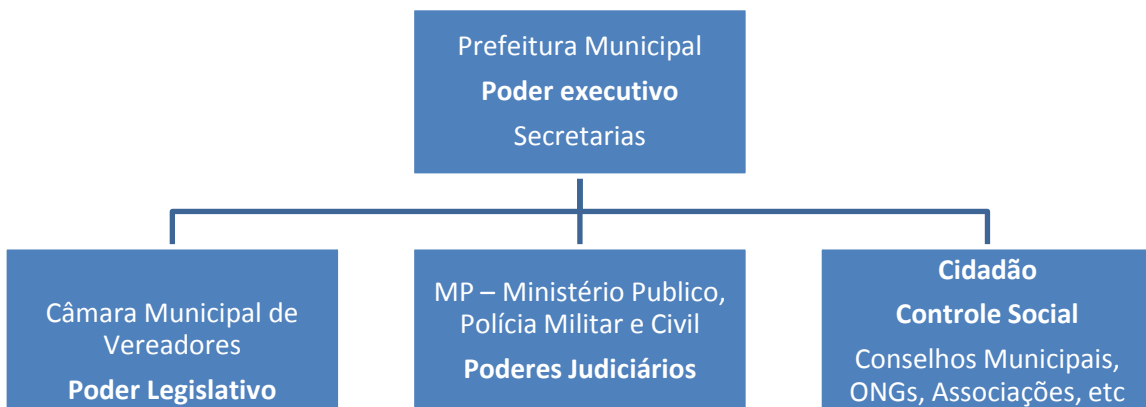 Prefeitura Municipal
Poder executivo
Secretarias
Câmara Municipal de
Vereadores
Poder Legislativo
MP – Ministério Publico,
Polícia Militar e Civil
Poderes Judiciários
Cidadão
Controle Social
Conselhos Municipais,
ONGs, Associações, etc